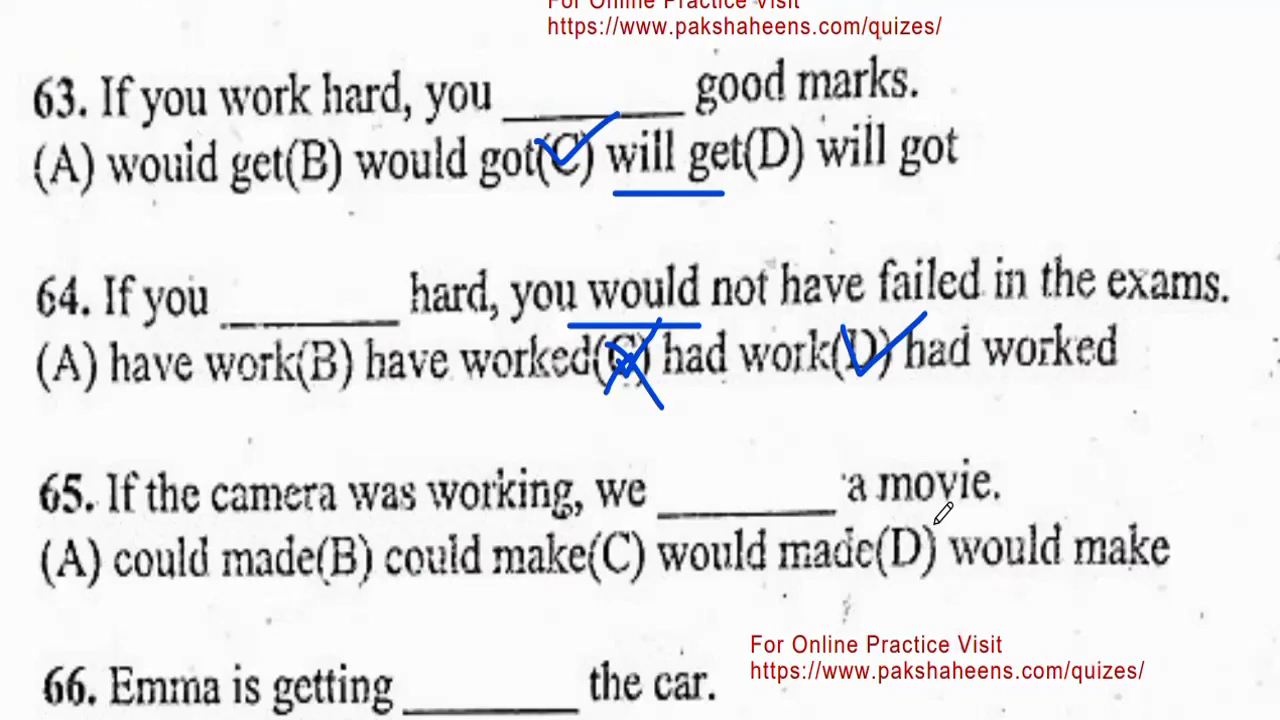 For Online Practice Visit
https://www.pakshaheens.com/quizes/
63. If you work hard, you ________ good marks.
(A) would get(B) would got(C) will get(D) will got
64. If you ________ hard, you would not have failed in the exams.
(A) have work(B) have worked(C) had work(D) had worked
65. If the camera was working, we ________ a movie.
(A) could made(B) could make(C) would made(D) would make
For Online Practice Visit
https://www.pakshaheens.com/quizes/
66. Emma is getting ________ the car.